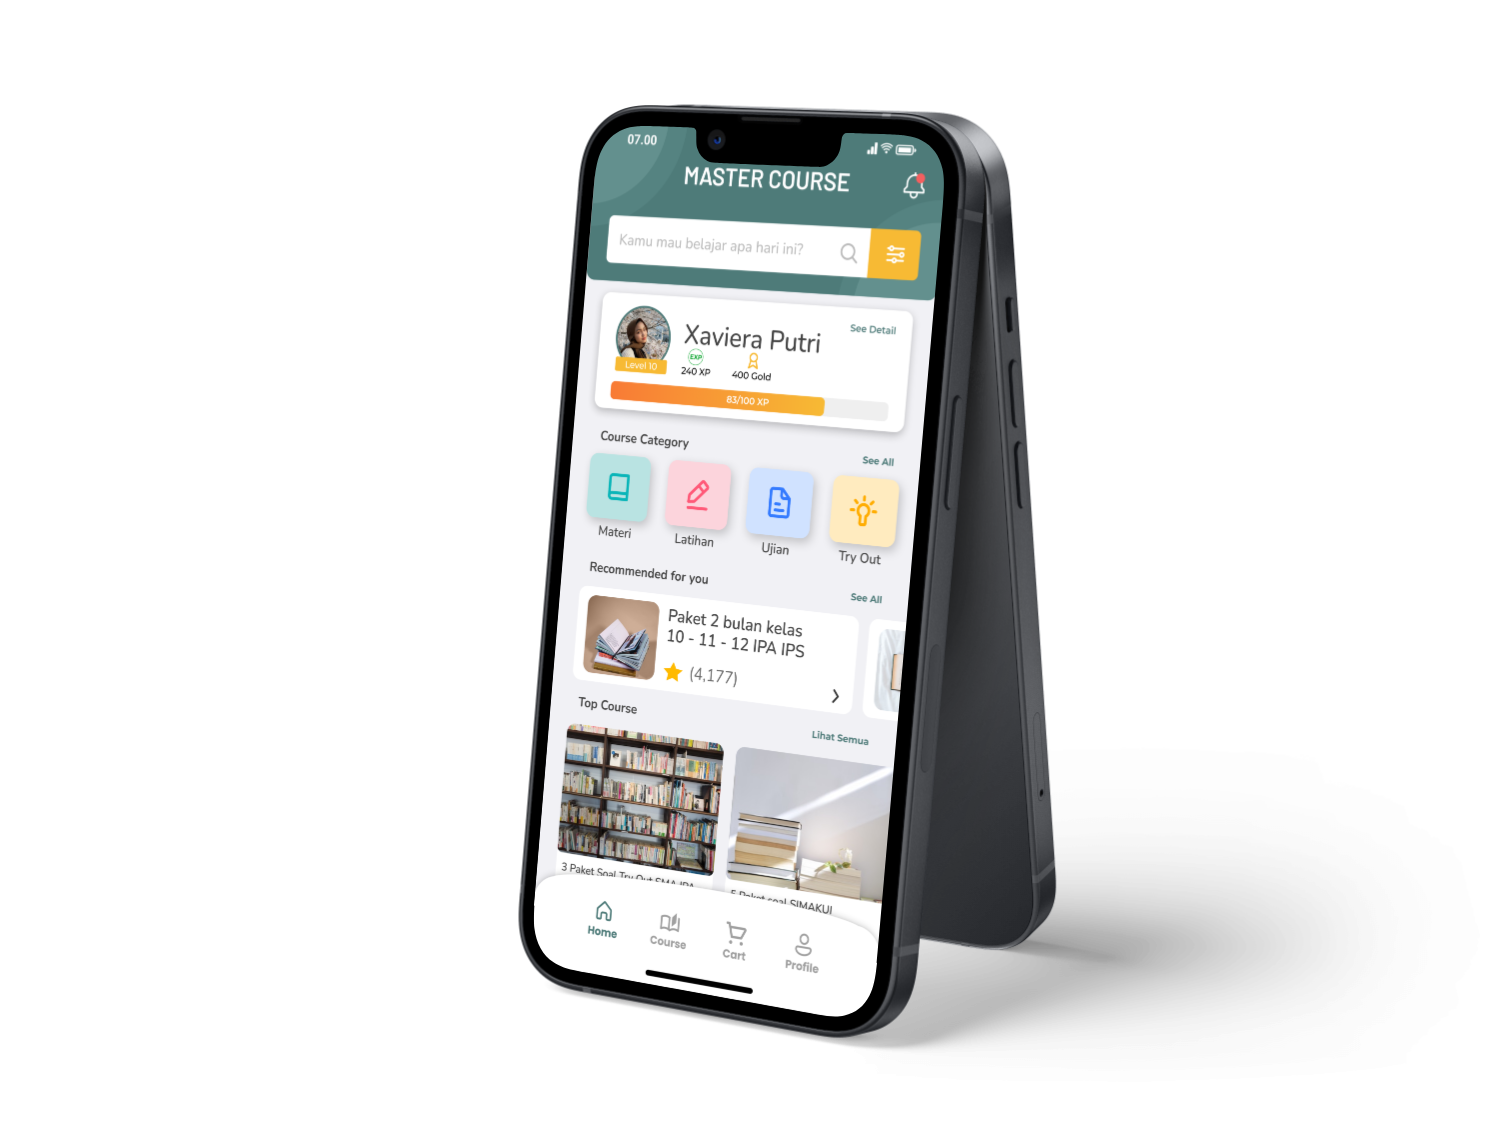 07.00
MASTER COURSE
Kamu mau belajar apa hari ini?
Xaviera Putri
See Detail
Level 10
EXP
240 XP
400 Gold
83/100 XP
Course Category
See All
Materi
Latihan
Ujian
Try Out
Recommended for you
See All
Paket 2 bulan kelas
10 - 11 - 12 IPA IPS
(4,177)
Top Course
Lihat Semua
3 Paket Soal Try Out SMA IPA
5 Paket soal SIMAKUI
Home
Course
Cart
Profile